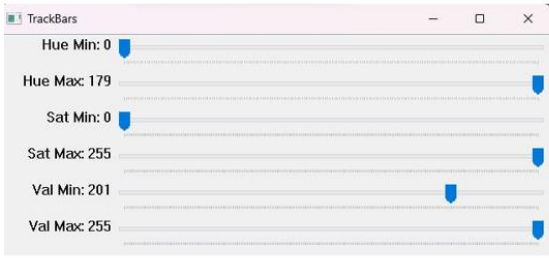 TrackBars
Hue Min: 0
Hue Max: 179
Sat Min: 0
Sat Max: 255
Val Min: 201
Val Max: 255